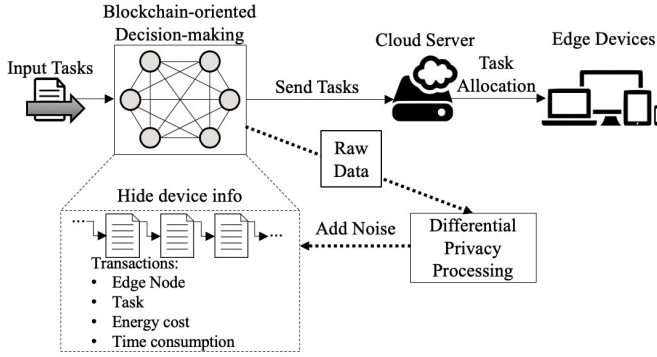 Blockchain-oriented
Decision-making
Input Tasks
Send Tasks
Cloud Server
Task
Allocation
Edge Devices
Raw
Data
Hide device info
Add Noise
Differential
Privacy
Processing
Transactions:
• Edge Node
• Task
• Energy cost
• Time consumption